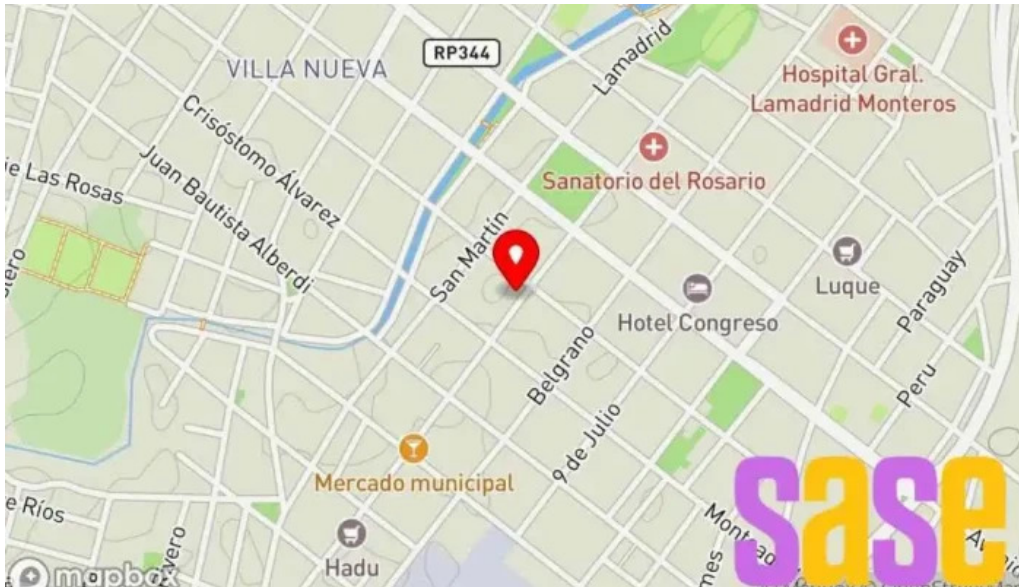 Lamadrid
RP344
VILLA NUEVA
Hospital Gral.
Lamadrid Monteros
Crisóstomo Álvarez
Juan Bautista Alberdi
Sanatorio del Rosario
Las Rosas
San Martín
Luque
Paraguay
Hotel Congreso
Belgrano
Peru
9 de Julio
Mercado municipal
sase
e Ríos
Hadu
mapbox